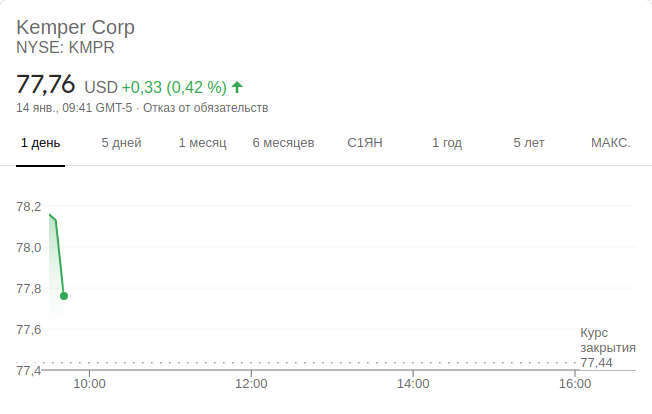 Kemper Corp
NYSE: KMPR
77,76 USD +0,33 (0,42 %)
14 янв., 09:41 GMT-5 · Отказ от обязательств
1 день 5 дней 1 месяц 6 месяцев С1ЯН 1 год 5 лет МАКС.
78,2
78,0
77,8
77,6
Курс
закрытия
77,44
77,4
10:00 12:00 14:00 16:00